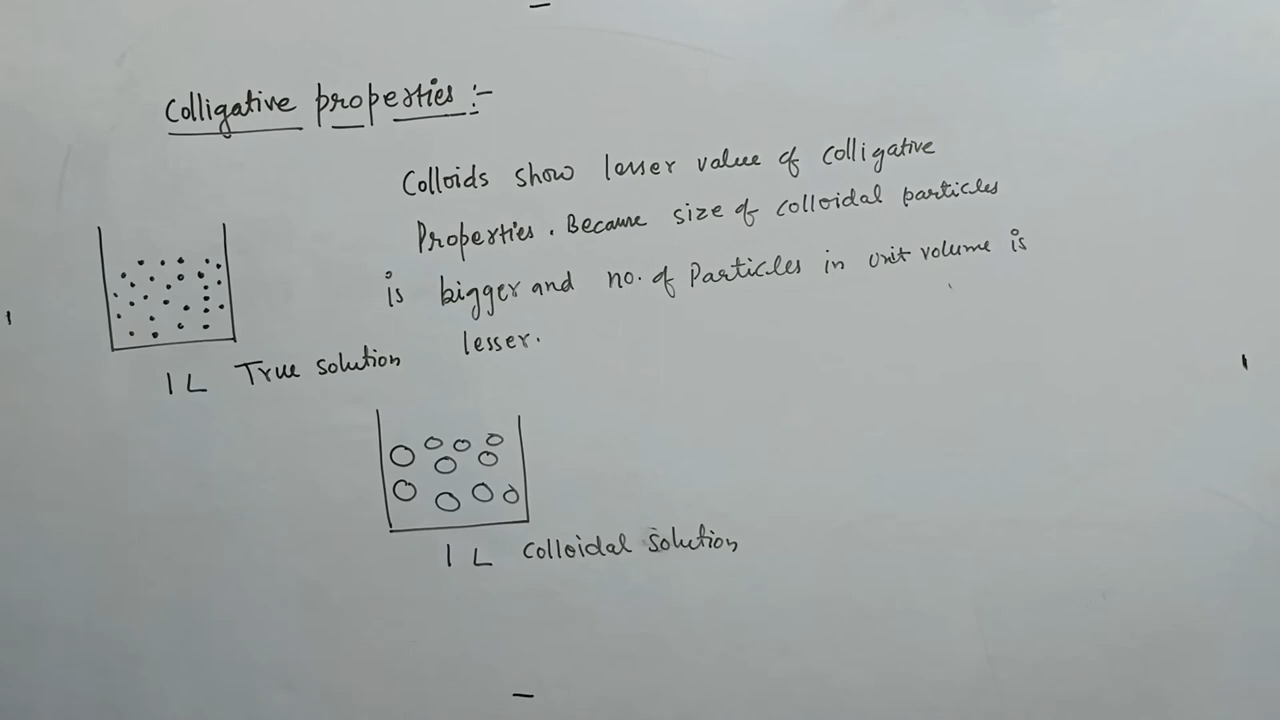 Colligative properties :-
Colloids show lesser value of colligative
Properties. Because size of colloidal particles
is bigger and no. of Particles in unit volume is
lesser.
1 L True solution
1 L Colloidal solution